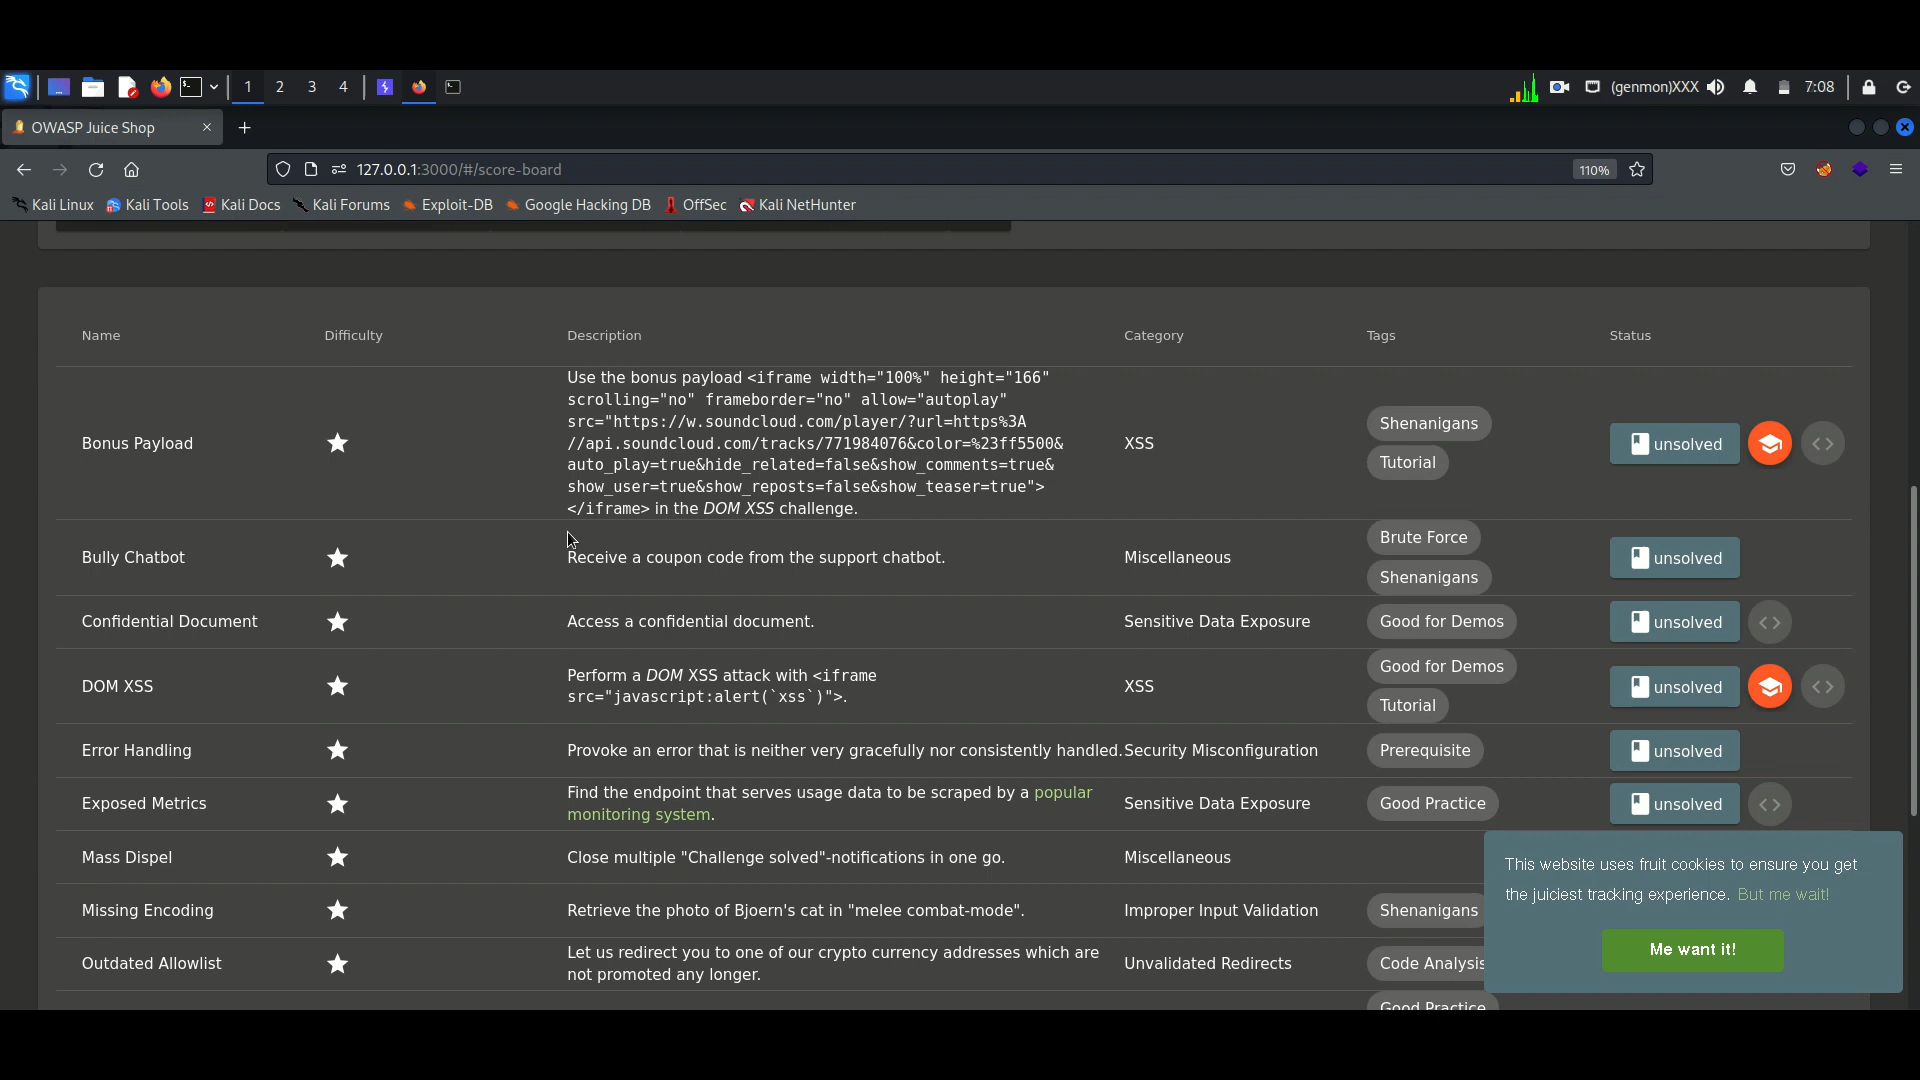 1 2 3 4 (genmon)XXX 7:08
OWASP Juice Shop
127.0.0.1:3000/#/score-board 110%
Kali Linux Kali Tools Kali Docs Kali Forums Exploit-DB Google Hacking DB OffSec Kali NetHunter
Name Difficulty Description Category Tags Status
Use the bonus payload <iframe width="100%" height="166"
scrolling="no" frameborder="no" allow="autoplay"
src="https://w.soundcloud.com/player/?url=https%3A
//api.soundcloud.com/tracks/771984076&color=%23ff5500&
auto_play=true&hide_related=false&show_comments=true&
show_user=true&show_reposts=false&show_teaser=true">
</iframe> in the DOM XSS challenge.
Bonus Payload XSS Shenanigans Tutorial unsolved <>
Bully Chatbot Receive a coupon code from the support chatbot. Miscellaneous Brute Force Shenanigans unsolved
Confidential Document Access a confidential document. Sensitive Data Exposure Good for Demos unsolved <>
DOM XSS Perform a DOM XSS attack with <iframe
src="javascript:alert(`xss`)">. XSS Good for Demos Tutorial unsolved <>
Error Handling Provoke an error that is neither very gracefully nor consistently handled. Security Misconfiguration Prerequisite unsolved
Exposed Metrics Find the endpoint that serves usage data to be scraped by a popular
monitoring system. Sensitive Data Exposure Good Practice unsolved <>
Mass Dispel Close multiple "Challenge solved"-notifications in one go. Miscellaneous
Missing Encoding Retrieve the photo of Bjoern's cat in "melee combat-mode". Improper Input Validation Shenanigans
Outdated Allowlist Let us redirect you to one of our crypto currency addresses which are
not promoted any longer. Unvalidated Redirects Code Analysis
Good Practice
This website uses fruit cookies to ensure you get
the juiciest tracking experience. But me wait!
Me want it!